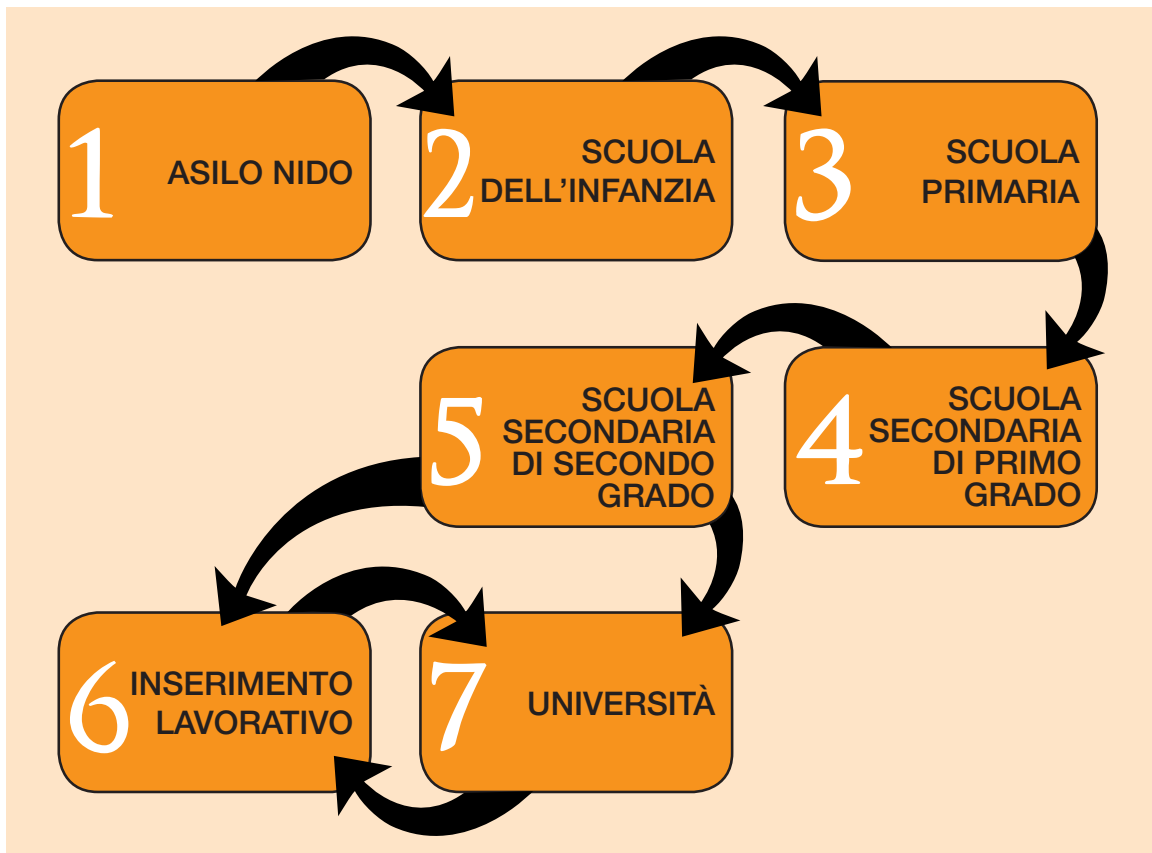 1
ASILO NIDO
2
SCUOLA
DELL'INFANZIA
3
SCUOLA
PRIMARIA
4
SCUOLA
SECONDARIA
DI PRIMO
GRADO
5
SCUOLA
SECONDARIA
DI SECONDO
GRADO
6
INSERIMENTO
LAVORATIVO
7
UNIVERSITÀ